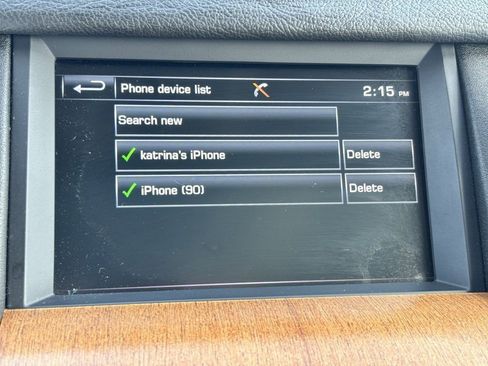 Phone device list
2:15 PM
Search new
katrina's iPhone
Delete
iPhone (90)
Delete